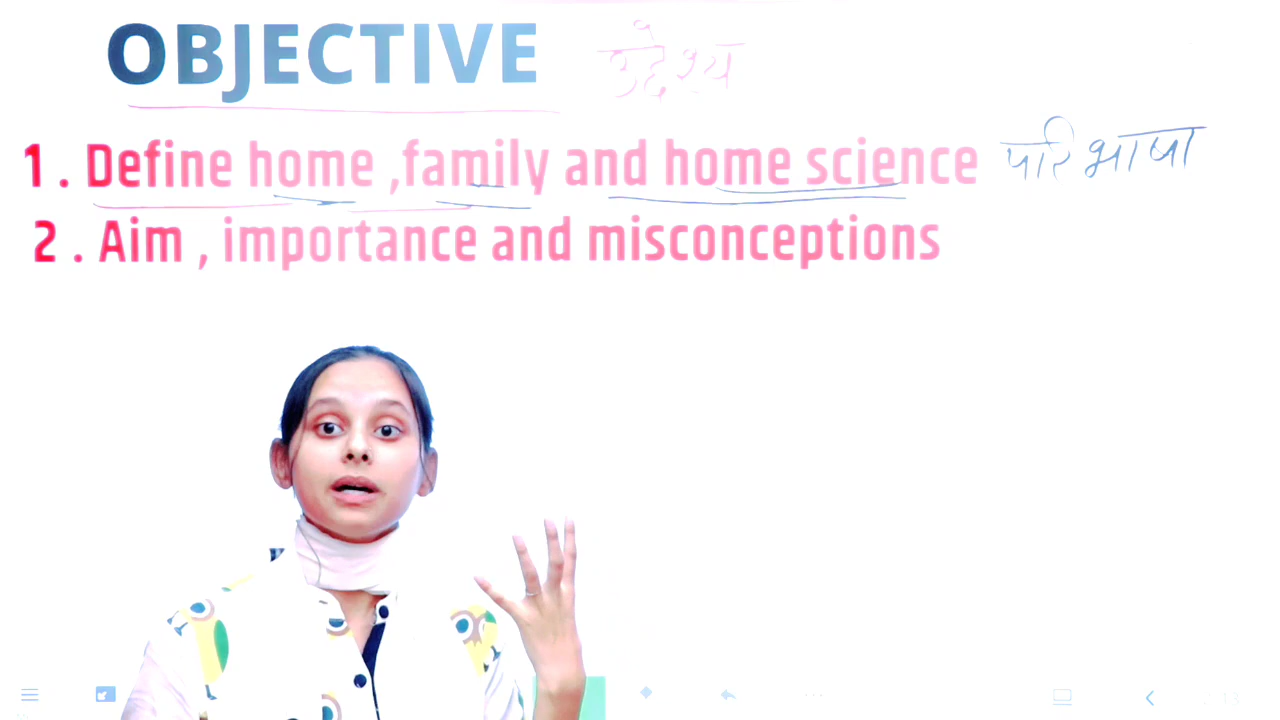 OBJECTIVE उद्देश्य
1 . Define home ,family and home science परिभाषा
2 . Aim , importance and misconceptions